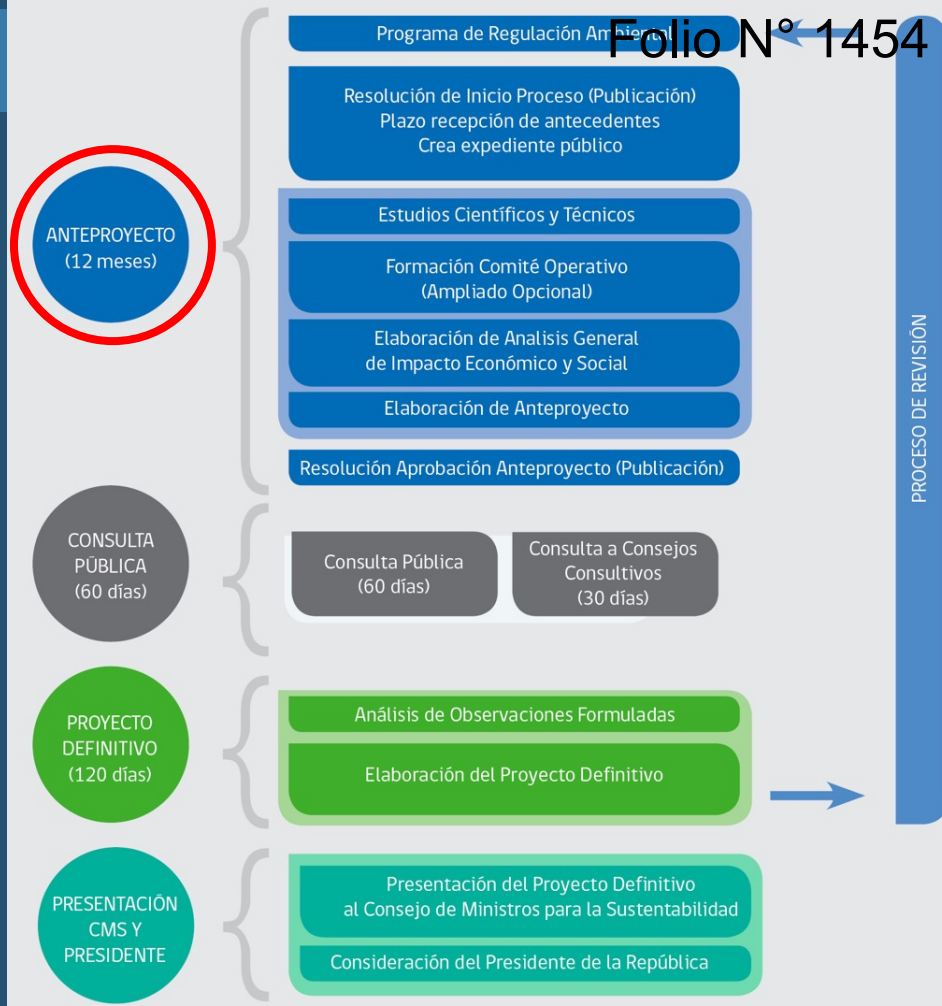 Folio N° 1454
Programa de Regulación Ambiental
Resolución de Inicio Proceso (Publicación)
Plazo recepción de antecedentes
Crea expediente público
ANTEPROYECTO
(12 meses)
Estudios Científicos y Técnicos
Formación Comité Operativo
(Ampliado Opcional)
Elaboración de Analisis General
de Impacto Económico y Social
Elaboración de Anteproyecto
Resolución Aprobación Anteproyecto (Publicación)
CONSULTA
PÚBLICA
(60 días)
Consulta Pública
(60 días)
Consulta a Consejos
Consultivos
(30 días)
PROYECTO
DEFINITIVO
(120 días)
Análisis de Observaciones Formuladas
Elaboración del Proyecto Definitivo
PRESENTACIÓN
CMS Y
PRESIDENTE
Presentación del Proyecto Definitivo
al Consejo de Ministros para la Sustentabilidad
Consideración del Presidente de la República
PROCESO DE REVISIÓN